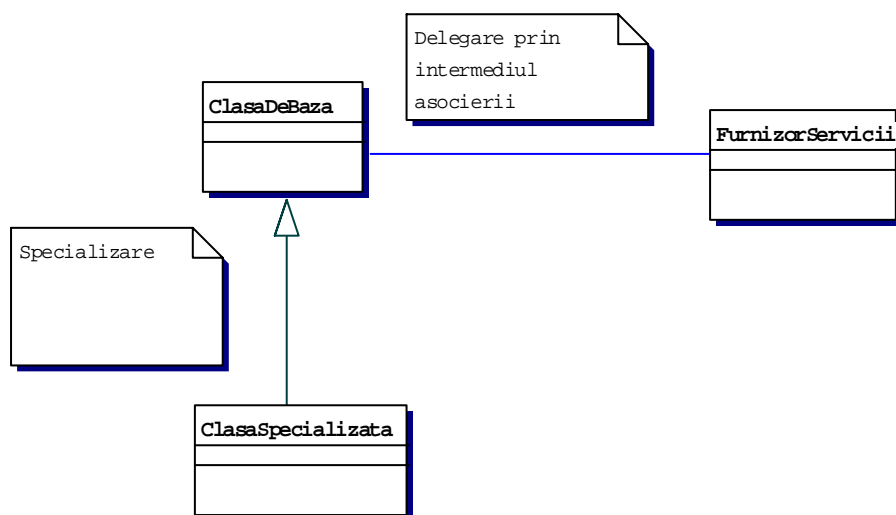 Delegare prin
intermediul
asocierii
ClasaDeBaza
FurnizorServicii
Specializare
ClasaSpecializata